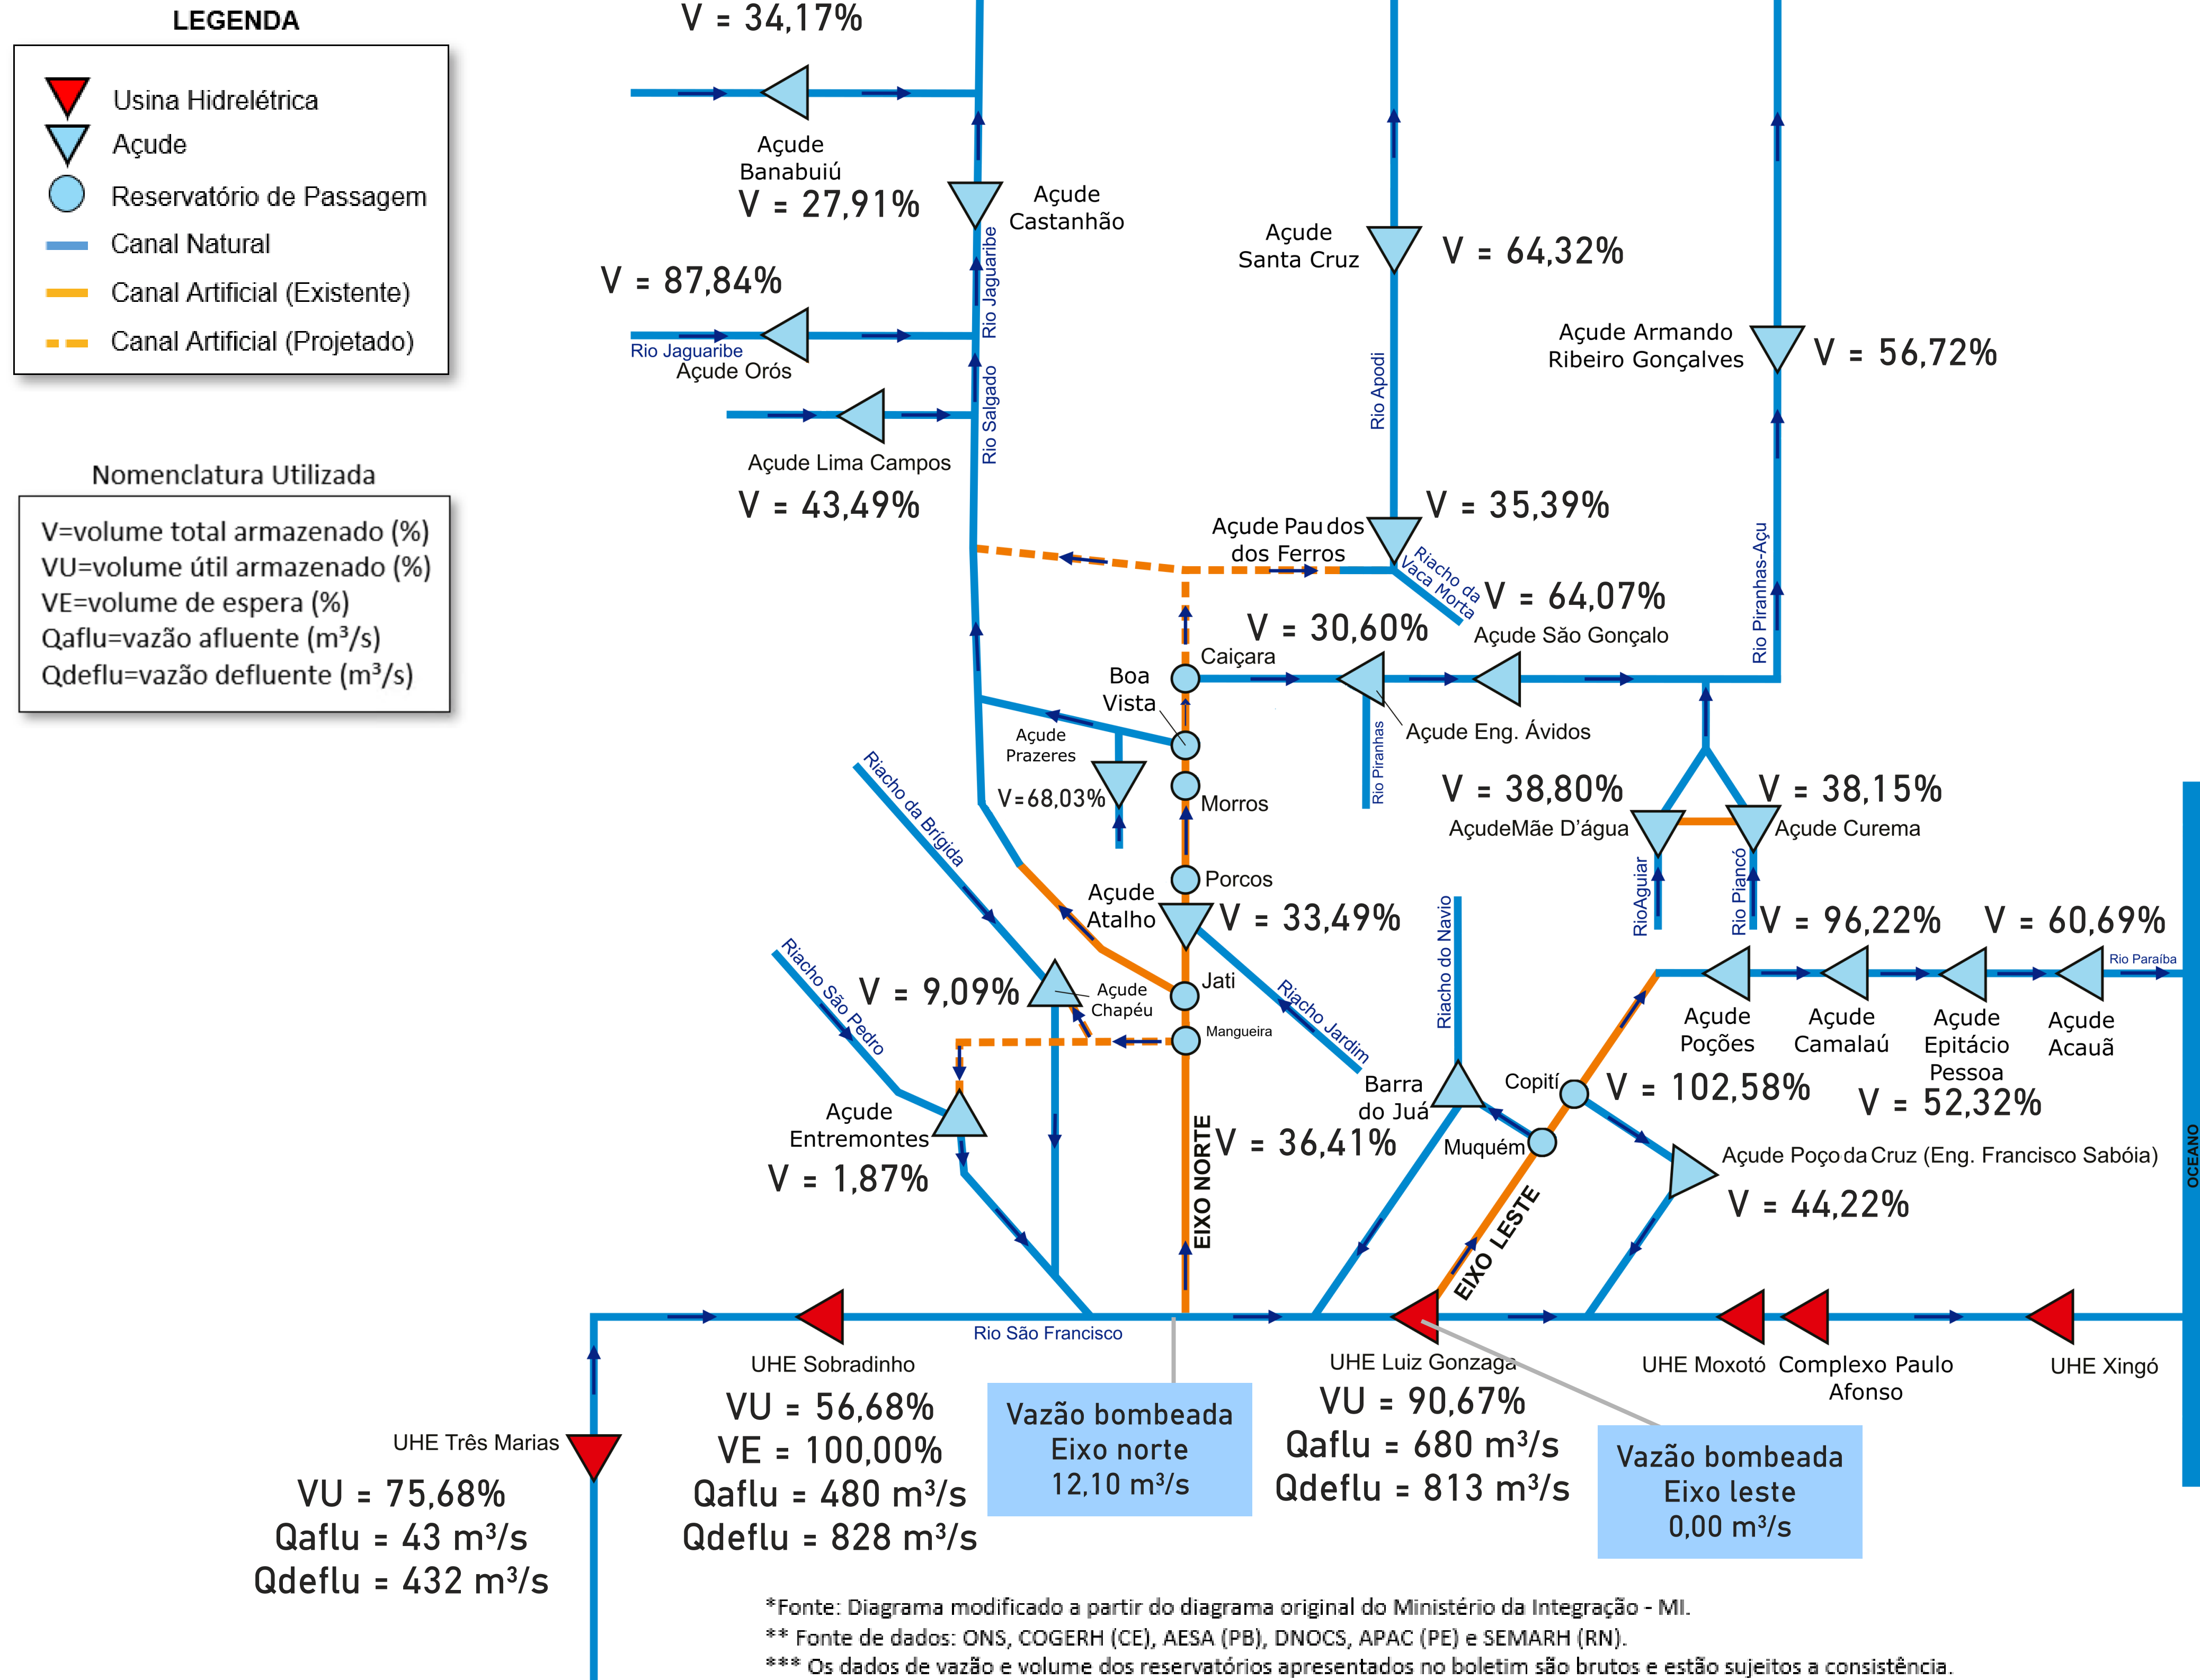 LEGENDA
Usina Hidrelétrica
Açude
Reservatório de Passagem
Canal Natural
Canal Artificial (Existente)
Canal Artificial (Projetado)
Nomenclatura Utilizada
V=volume total armazenado (%)
VU=volume útil armazenado (%)
VE=volume de espera (%)
Qaflu=vazão afluente (m³/s)
Qdeflu=vazão defluente (m³/s)
V = 34,17%
Açude
Banabuiú
V = 27,91%
Açude
Castanhão
Rio Jaguaribe
V = 87,84%
Rio Jaguaribe
Açude Orós
Rio Salgado
Açude Lima Campos
V = 43,49%
Açude
Santa Cruz
V = 64,32%
Rio Apodi
Açude Armando
Ribeiro Gonçalves
V = 56,72%
Rio Piranhas-Açu
Açude Pau dos
dos Ferros
V = 35,39%
Riacho da
Vaca Morta
V = 64,07%
Açude São Gonçalo
V = 30,60%
Caiçara
Boa
Vista
Açude Eng. Ávidos
Rio Piranhas
Açude
Prazeres
V=68,03%
Morros
Porcos
Açude
Atalho
V = 33,49%
Jati
Mangueira
Riacho Jardim
Riacho da Brígida
Riacho São Pedro
V = 9,09%
Açude
Chapéu
Açude
Entremontes
V = 1,87%
EIXO NORTE
V = 38,80%
AçudeMãe D'água
V = 38,15%
Açude Curema
RioAguiar
Rio Piancó
V = 96,22%
V = 60,69%
Rio Paraíba
Açude
Poções
Açude
Camalaú
Açude
Epitácio
Pessoa
Açude
Acauã
V = 102,58%
V = 52,32%
Riacho do Navio
Barra
do Juá
V = 36,41%
Copití
Muquém
Açude Poço da Cruz (Eng. Francisco Sabóia)
V = 44,22%
EIXO LESTE
OCEANO
Rio São Francisco
UHE Sobradinho
VU = 56,68%
VE = 100,00%
Qaflu = 480 m³/s
Qdeflu = 828 m³/s
UHE Três Marias
VU = 75,68%
Qaflu = 43 m³/s
Qdeflu = 432 m³/s
Vazão bombeada
Eixo norte
12,10 m³/s
UHE Luiz Gonzaga
VU = 90,67%
Qaflu = 680 m³/s
Qdeflu = 813 m³/s
Vazão bombeada
Eixo leste
0,00 m³/s
UHE Moxotó
Complexo Paulo
Afonso
UHE Xingó
*Fonte: Diagrama modificado a partir do diagrama original do Ministério da Integração - MI.
** Fonte de dados: ONS, COGERH (CE), AESA (PB), DNOCS, APAC (PE) e SEMARH (RN).
*** Os dados de vazão e volume dos reservatórios apresentados no boletim são brutos e estão sujeitos a consistência.